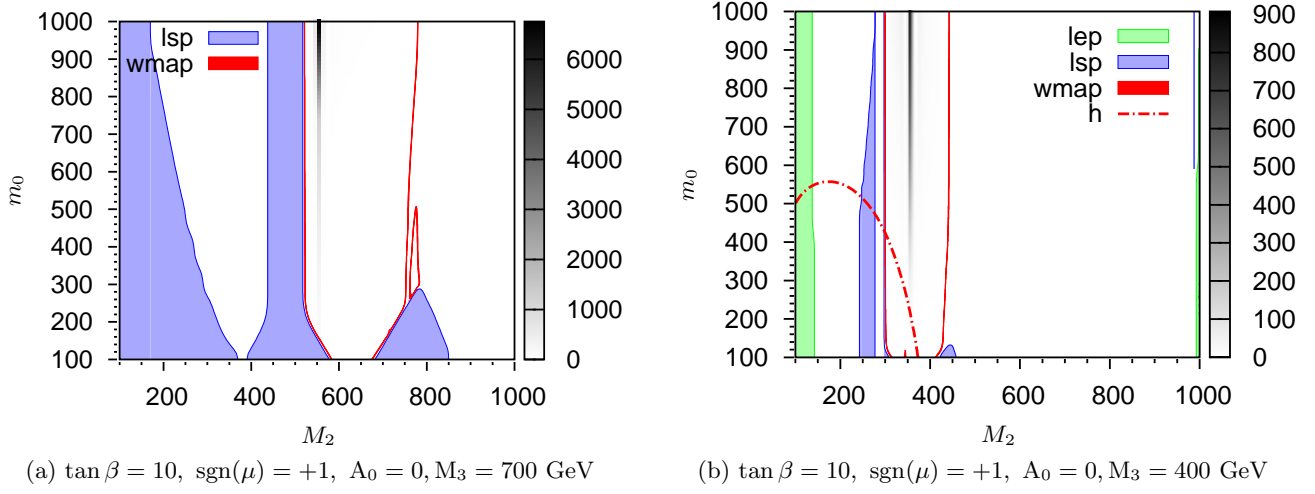 1000
900
800
700
600
500
400
300
200
100
m₀
lsp
wmap
200 400 600 800 1000
M₂
6000
5000
4000
3000
2000
1000
0
(a) tan β = 10, sgn(μ) = +1, A₀ = 0, M₃ = 700 GeV
1000
900
800
700
600
500
400
300
200
100
m₀
lep
lsp
wmap
h
200 400 600 800 1000
M₂
900
800
700
600
500
400
300
200
100
0
(b) tan β = 10, sgn(μ) = +1, A₀ = 0, M₃ = 400 GeV